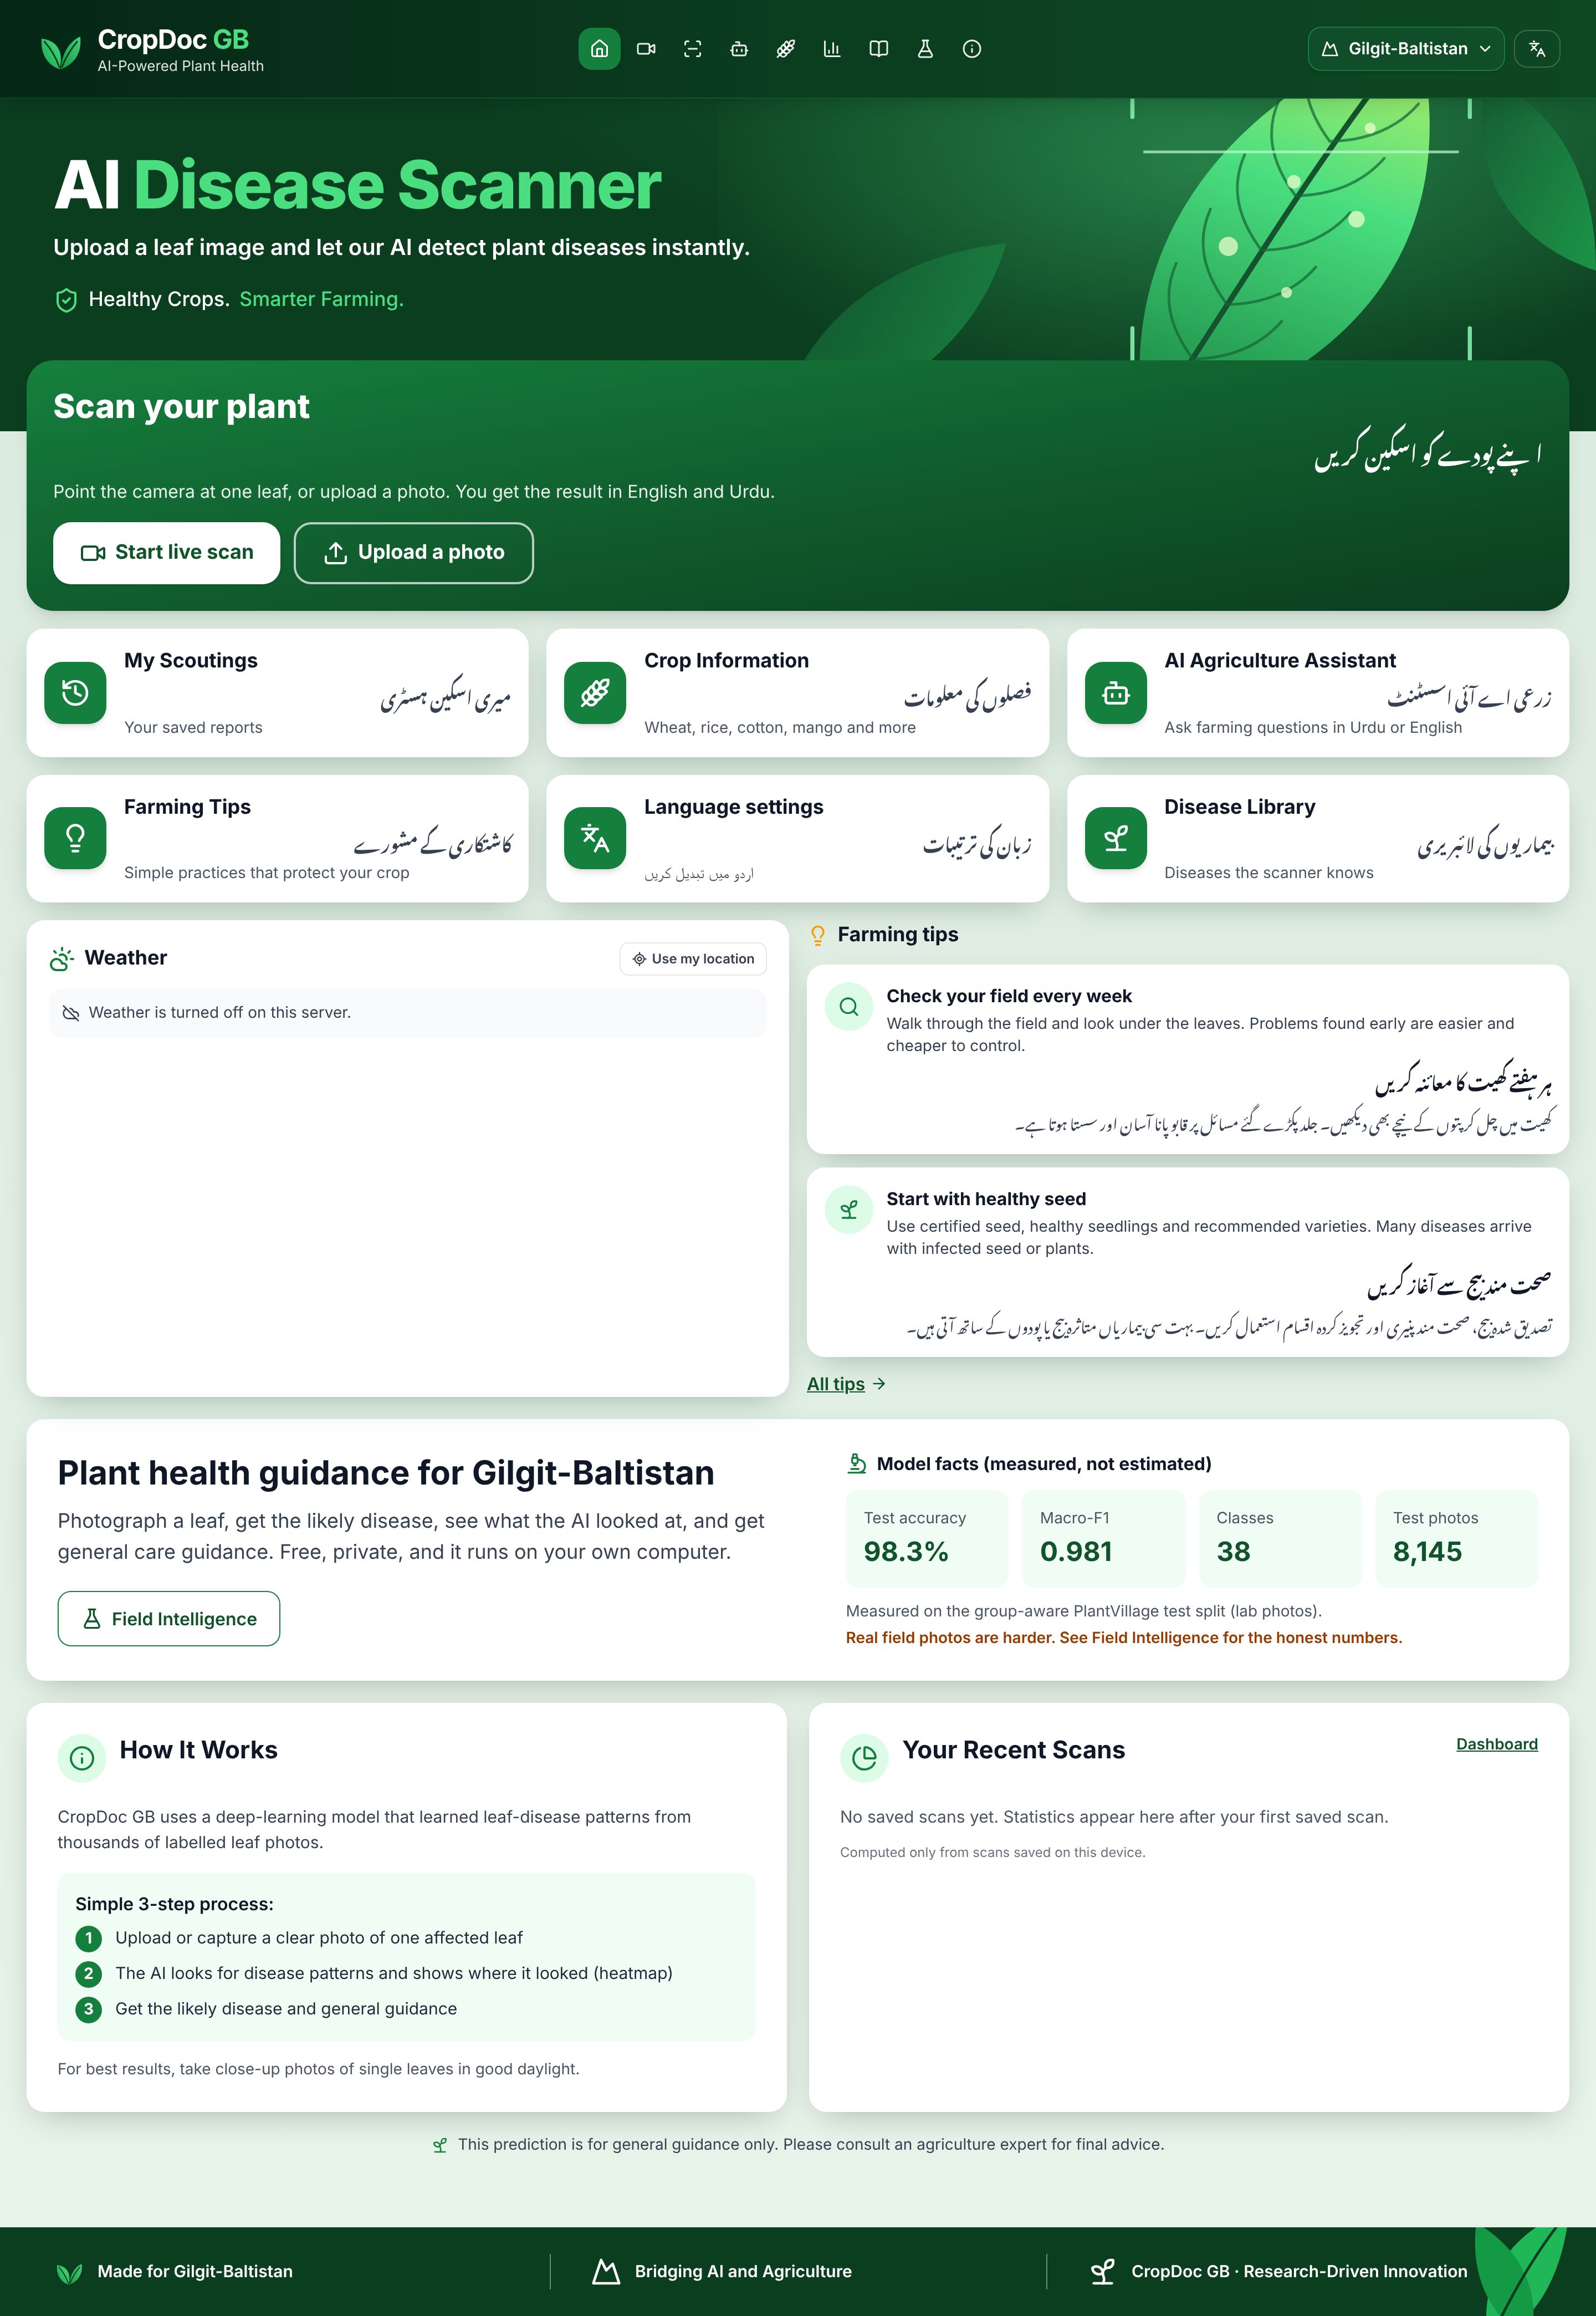 CropDoc GB
AI-Powered Plant Health
Gilgit-Baltistan
AI Disease Scanner
Upload a leaf image and let our AI detect plant diseases instantly.
Healthy Crops. Smarter Farming.
Scan your plant
اپنے پودے کو اسکین کریں
Point the camera at one leaf, or upload a photo. You get the result in English and Urdu.
Start live scan
Upload a photo
My Scoutings
میری اسکین ہسٹری
Your saved reports
Crop Information
فصلوں کی معلومات
Wheat, rice, cotton, mango and more
AI Agriculture Assistant
زرعی اے آئی اسسٹنٹ
Ask farming questions in Urdu or English
Farming Tips
کاشتکاری کے مشورے
Simple practices that protect your crop
Language settings
زبان کی ترتیبات
اردو میں تبدیل کریں
Disease Library
بیماریوں کی لائبریری
Diseases the scanner knows
Weather
Use my location
Weather is turned off on this server.
Farming tips
Check your field every week
Walk through the field and look under the leaves. Problems found early are easier and
cheaper to control.
ہر ہفتے کھیت کا معائنہ کریں
کھیت میں چل کر پتوں کے نیچے بھی دیکھیں۔ جلد پکڑے گئے مسائل پر قابو پانا آسان اور سستا ہوتا ہے۔
Start with healthy seed
Use certified seed, healthy seedlings and recommended varieties. Many diseases arrive
with infected seed or plants.
صحت مند بیج سے آغاز کریں
تصدیق شدہ بیج، صحت مند پنیری اور تجویز کردہ اقسام استعمال کریں۔ بہت سی بیماریاں متاثرہ بیج یا پودوں کے ساتھ آتی ہیں۔
All tips
Plant health guidance for Gilgit-Baltistan
Photograph a leaf, get the likely disease, see what the AI looked at, and get
general care guidance. Free, private, and it runs on your own computer.
Field Intelligence
Model facts (measured, not estimated)
Test accuracy
98.3%
Macro-F1
0.981
Classes
38
Test photos
8,145
Measured on the group-aware PlantVillage test split (lab photos).
Real field photos are harder. See Field Intelligence for the honest numbers.
How It Works
CropDoc GB uses a deep-learning model that learned leaf-disease patterns from
thousands of labelled leaf photos.
Simple 3-step process:
1 Upload or capture a clear photo of one affected leaf
2 The AI looks for disease patterns and shows where it looked (heatmap)
3 Get the likely disease and general guidance
For best results, take close-up photos of single leaves in good daylight.
Your Recent Scans
Dashboard
No saved scans yet. Statistics appear here after your first saved scan.
Computed only from scans saved on this device.
This prediction is for general guidance only. Please consult an agriculture expert for final advice.
Made for Gilgit-Baltistan
Bridging AI and Agriculture
CropDoc GB · Research-Driven Innovation